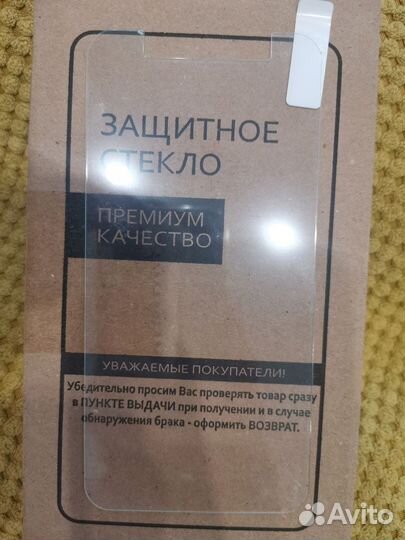 ЗАЩИТНОЕ
СТЕКЛО
ПРЕМИУМ
КАЧЕСТВО
УВАЖАЕМЫЕ ПОКУПАТЕЛИ!
Убедительно просим Вас проверять товар сразу
в ПУНКТЕ ВЫДАЧИ при получении и в случае
обнаружения брака - оформить ВОЗВРАТ.
Avito